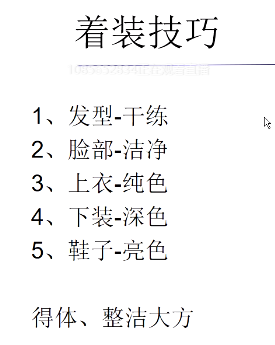 着装技巧
1、发型-干练
2、脸部-洁净
3、上衣-纯色
4、下装-深色
5、鞋子-亮色
得体、整洁大方